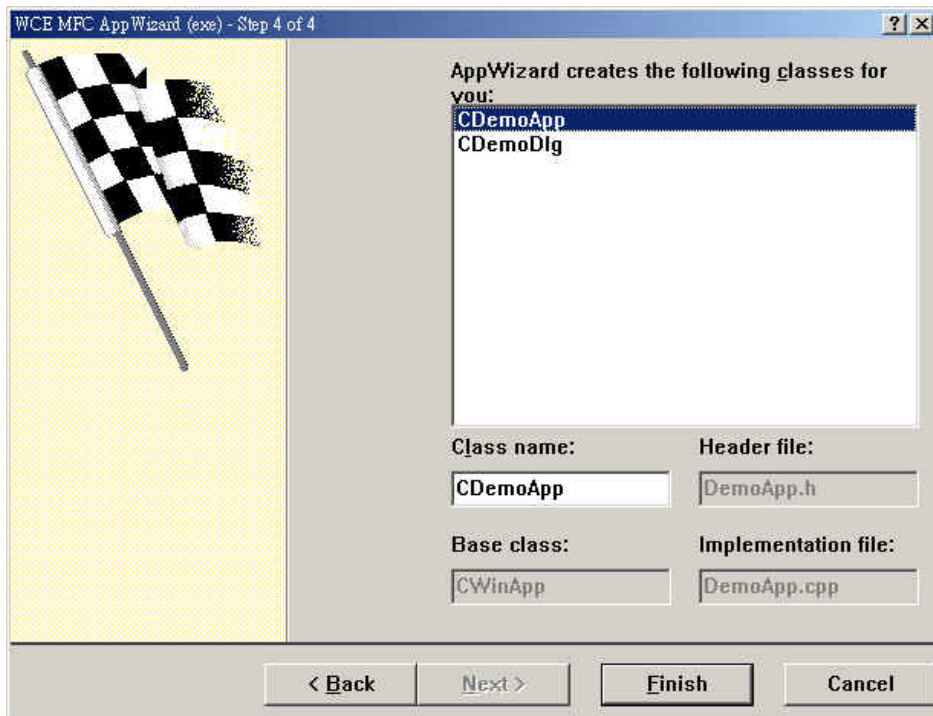 WCE MFC AppWizard (exe) - Step 4 of 4
AppWizard creates the following classes for
you:
CDemoApp
CDemoDlg
Class name:
Header file:
CDemoApp
DemoApp.h
Base class:
Implementation file:
CWinApp
DemoApp.cpp
< Back
Next >
Finish
Cancel